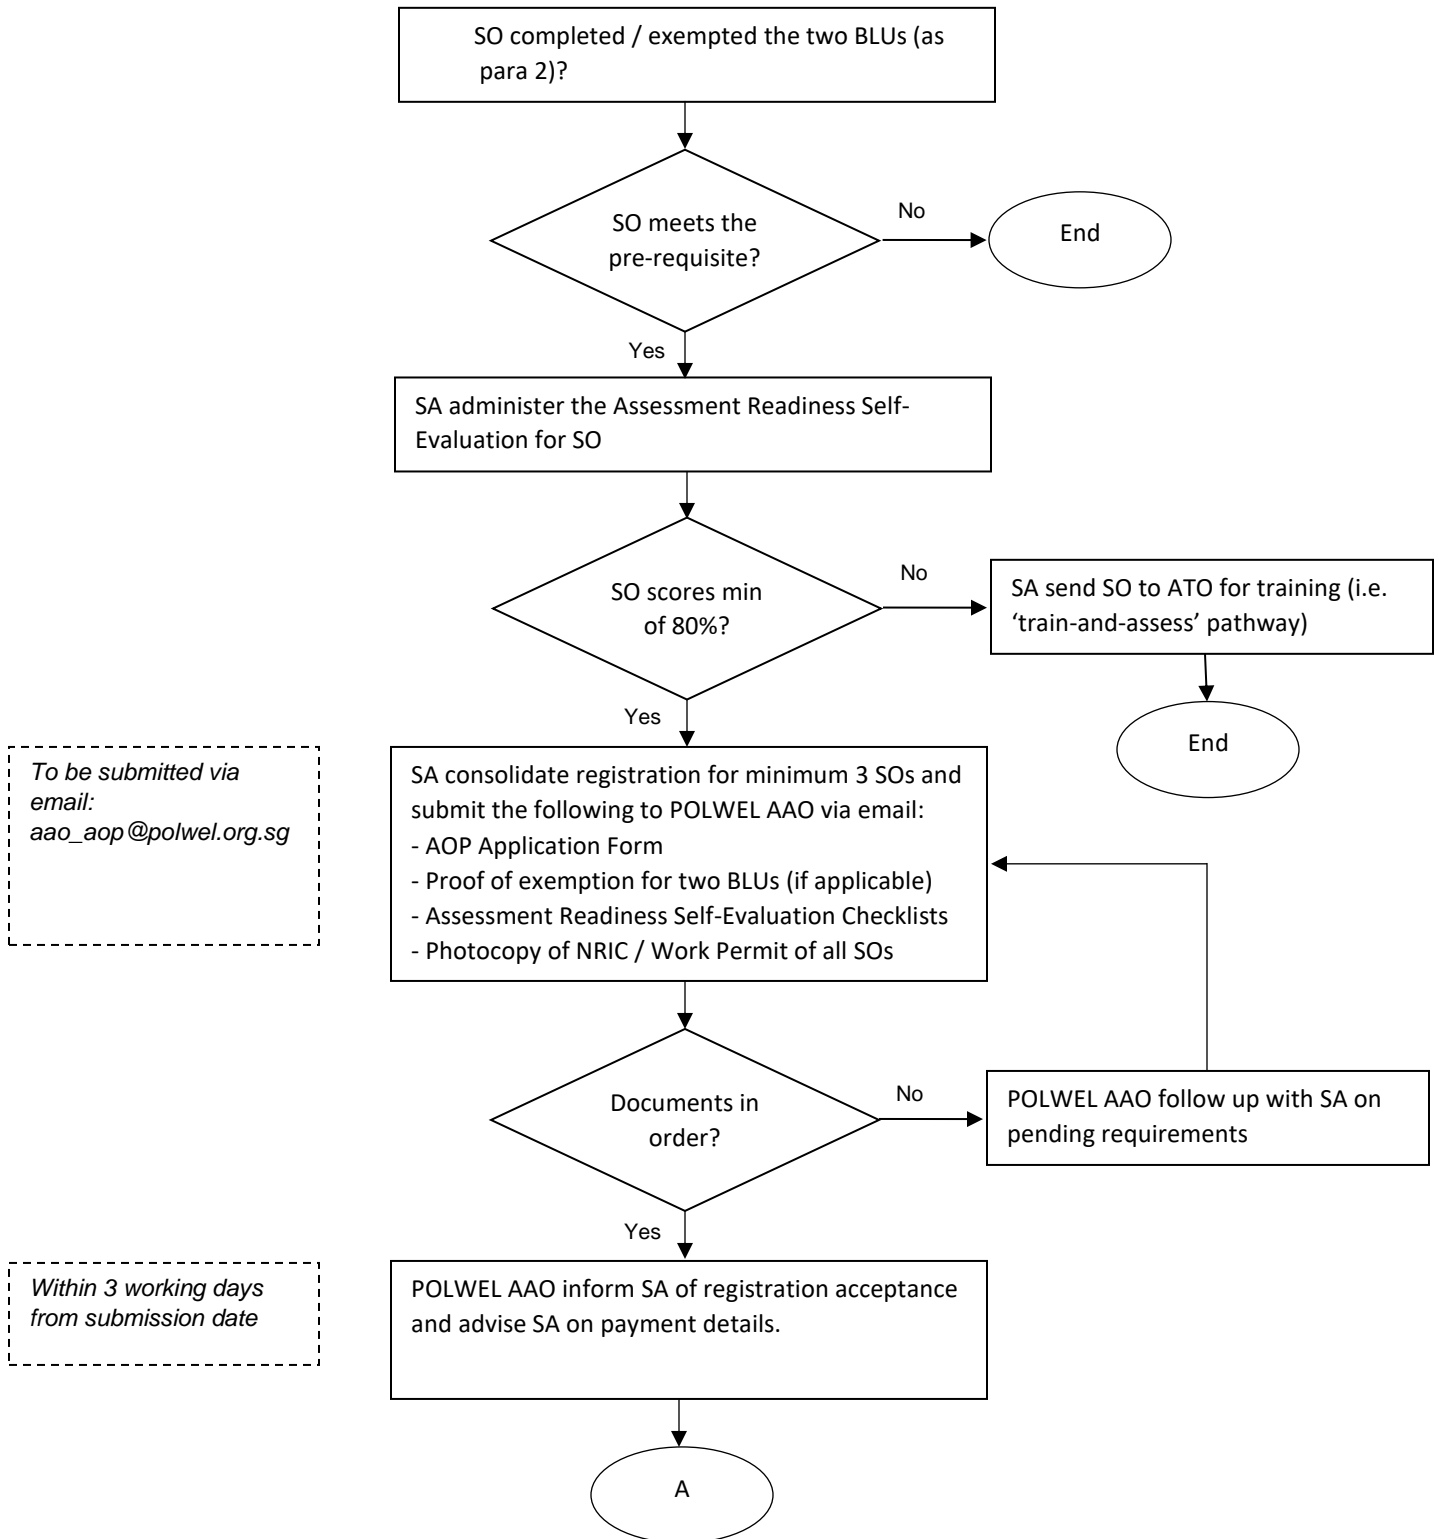 SO completed / exempted the two BLUs (as
para 2)?
SO meets the
pre-requisite?
No
End
Yes
SA administer the Assessment Readiness Self-
Evaluation for SO
SO scores min
of 80%?
No
SA send SO to ATO for training (i.e.
‘train-and-assess’ pathway)
End
Yes
To be submitted via
email:
aao_aop@polwel.org.sg
SA consolidate registration for minimum 3 SOs and
submit the following to POLWEL AAO via email:
- AOP Application Form
- Proof of exemption for two BLUs (if applicable)
- Assessment Readiness Self-Evaluation Checklists
- Photocopy of NRIC / Work Permit of all SOs
Documents in
order?
No
POLWEL AAO follow up with SA on
pending requirements
Yes
Within 3 working days
from submission date
POLWEL AAO inform SA of registration acceptance
and advise SA on payment details.
A